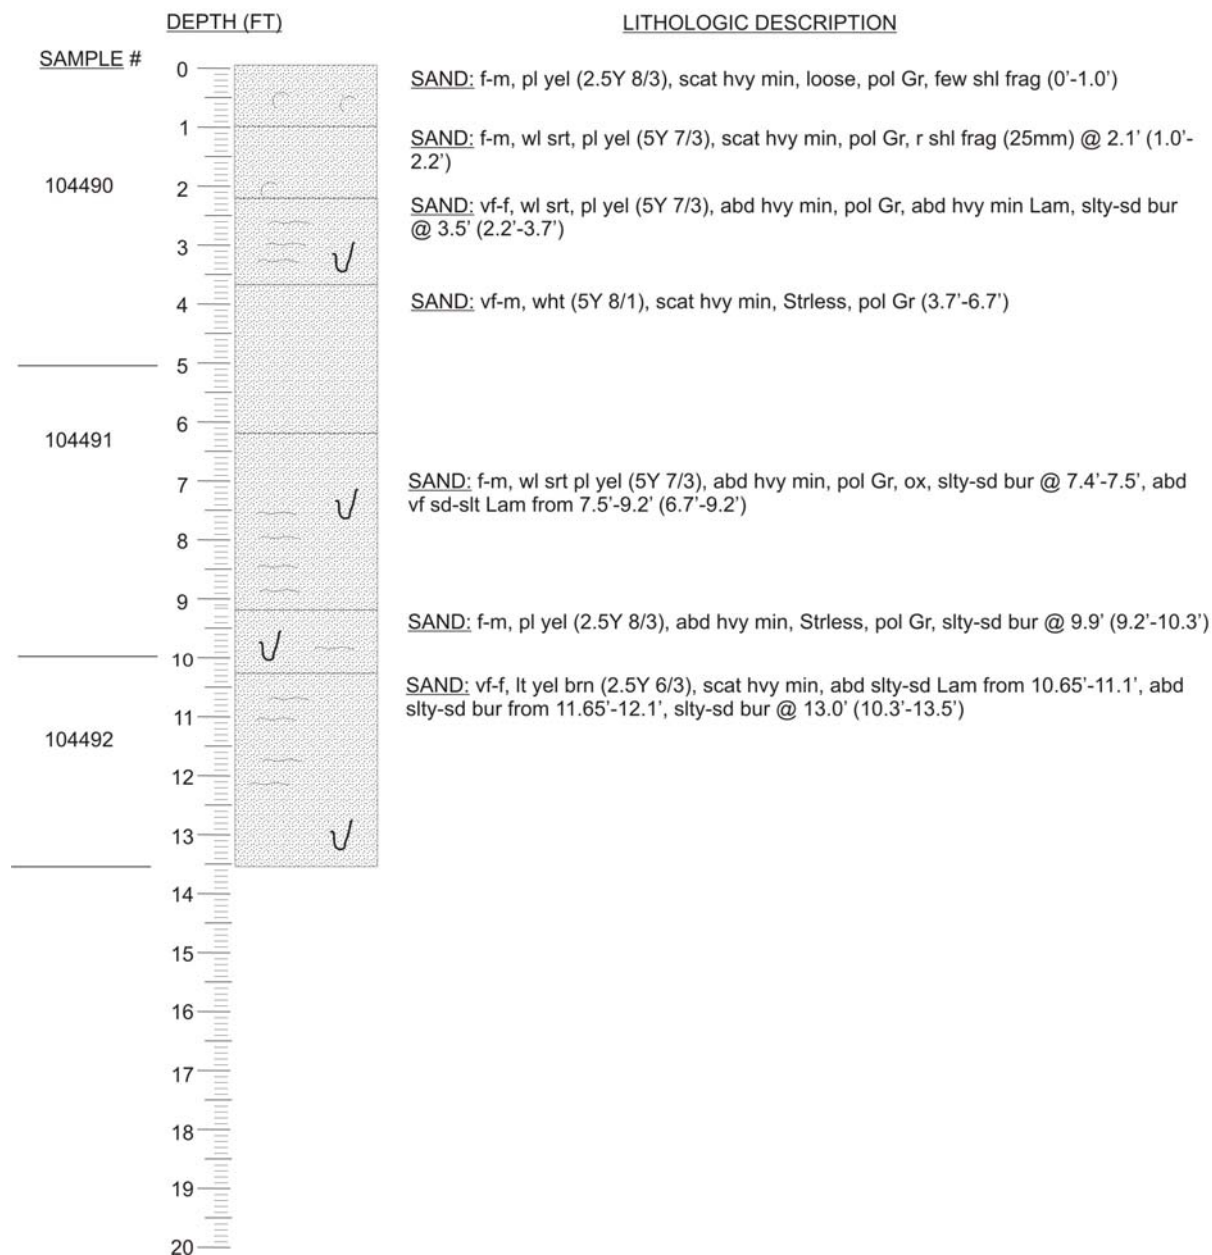 DEPTH (FT)
LITHOLOGIC DESCRIPTION
SAMPLE #
0
SAND: f-m, pl yel (2.5Y 8/3), scat hvy min, loose, pol Gr, few shl frag (0’-1.0’)
1
SAND: f-m, wl srt, pl yel (5Y 7/3), scat hvy min, pol Gr, r shl frag (25mm) @ 2.1’ (1.0’-
2.2’)
104490
2
SAND: vf-f, wl srt, pl yel (5Y 7/3), abd hvy min, pol Gr, abd hvy min Lam, slty-sd bur
@ 3.5’ (2.2’-3.7’)
3
4
SAND: vf-m, wht (5Y 8/1), scat hvy min, Strless, pol Gr (3.7’-6.7’)
5
6
104491
7
SAND: f-m, wl srt pl yel (5Y 7/3), abd hvy min, pol Gr, ox, slty-sd bur @ 7.4’-7.5’, abd
vf sd-slt Lam from 7.5’-9.2’ (6.7’-9.2’)
8
9
SAND: f-m, pl yel (2.5Y 8/3), abd hvy min, Strless, pol Gr, slty-sd bur @ 9.9’ (9.2’-10.3’)
10
SAND: vf-f, lt yel brn (2.5Y 6/3), scat hvy min, abd slty-sd Lam from 10.65’-11.1’, abd
slty-sd bur from 11.65’-12.1’, slty-sd bur @ 13.0’ (10.3’-13.5’)
11
104492
12
13
14
15
16
17
18
19
20